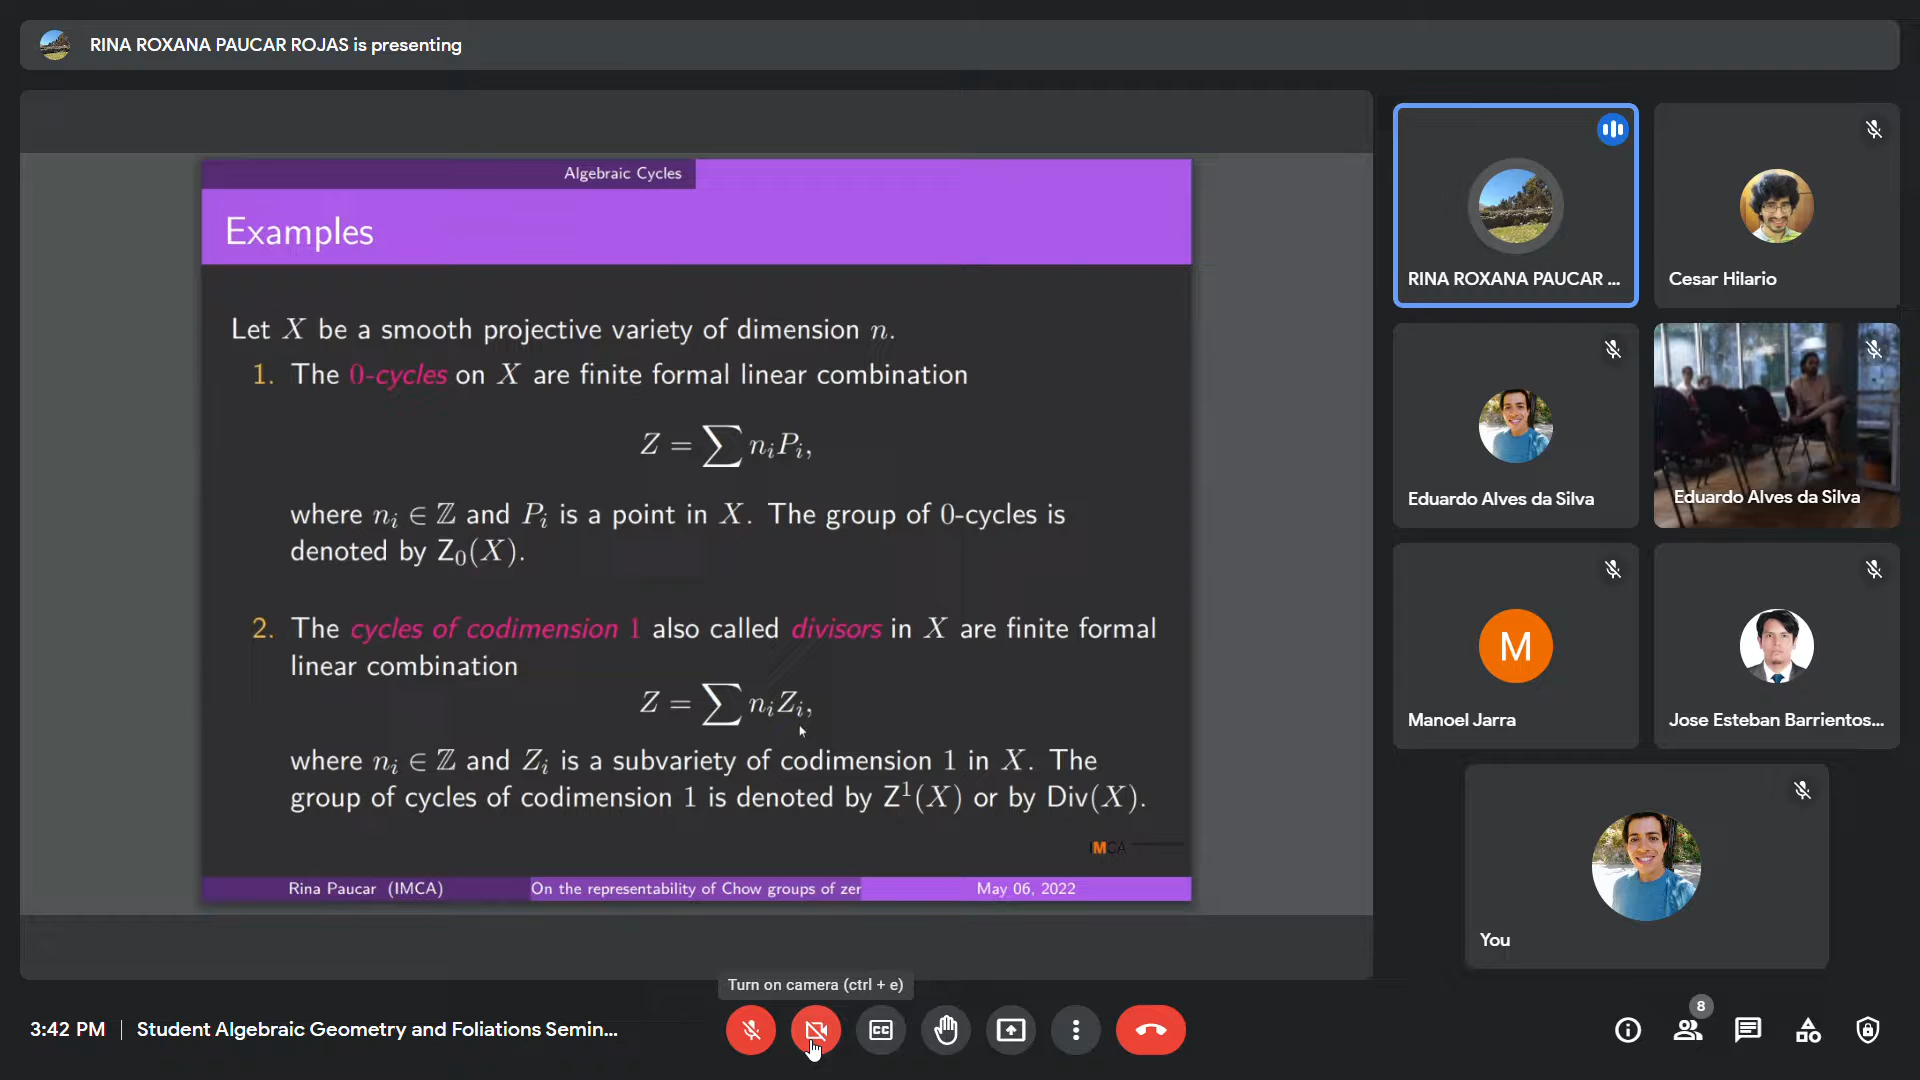 RINA ROXANA PAUCAR ROJAS is presenting
Algebraic Cycles
Examples
Let X be a smooth projective variety of dimension n.
1. The 0-cycles on X are finite formal linear combination
Z = ∑ nᵢPᵢ,
where nᵢ ∈ ℤ and Pᵢ is a point in X. The group of 0-cycles is
denoted by Z₀(X).
2. The cycles of codimension 1 also called divisors in X are finite formal
linear combination
Z = ∑ nᵢZᵢ,
where nᵢ ∈ ℤ and Zᵢ is a subvariety of codimension 1 in X. The
group of cycles of codimension 1 is denoted by Z¹(X) or by Div(X).
IMCA
Rina Paucar (IMCA) On the representability of Chow groups of zer May 06, 2022
RINA ROXANA PAUCAR ...
Cesar Hilario
Eduardo Alves da Silva
Eduardo Alves da Silva
M
Manoel Jarra
Jose Esteban Barrientos...
You
Turn on camera (ctrl + e)
3:42 PM | Student Algebraic Geometry and Foliations Semin...
CC
8